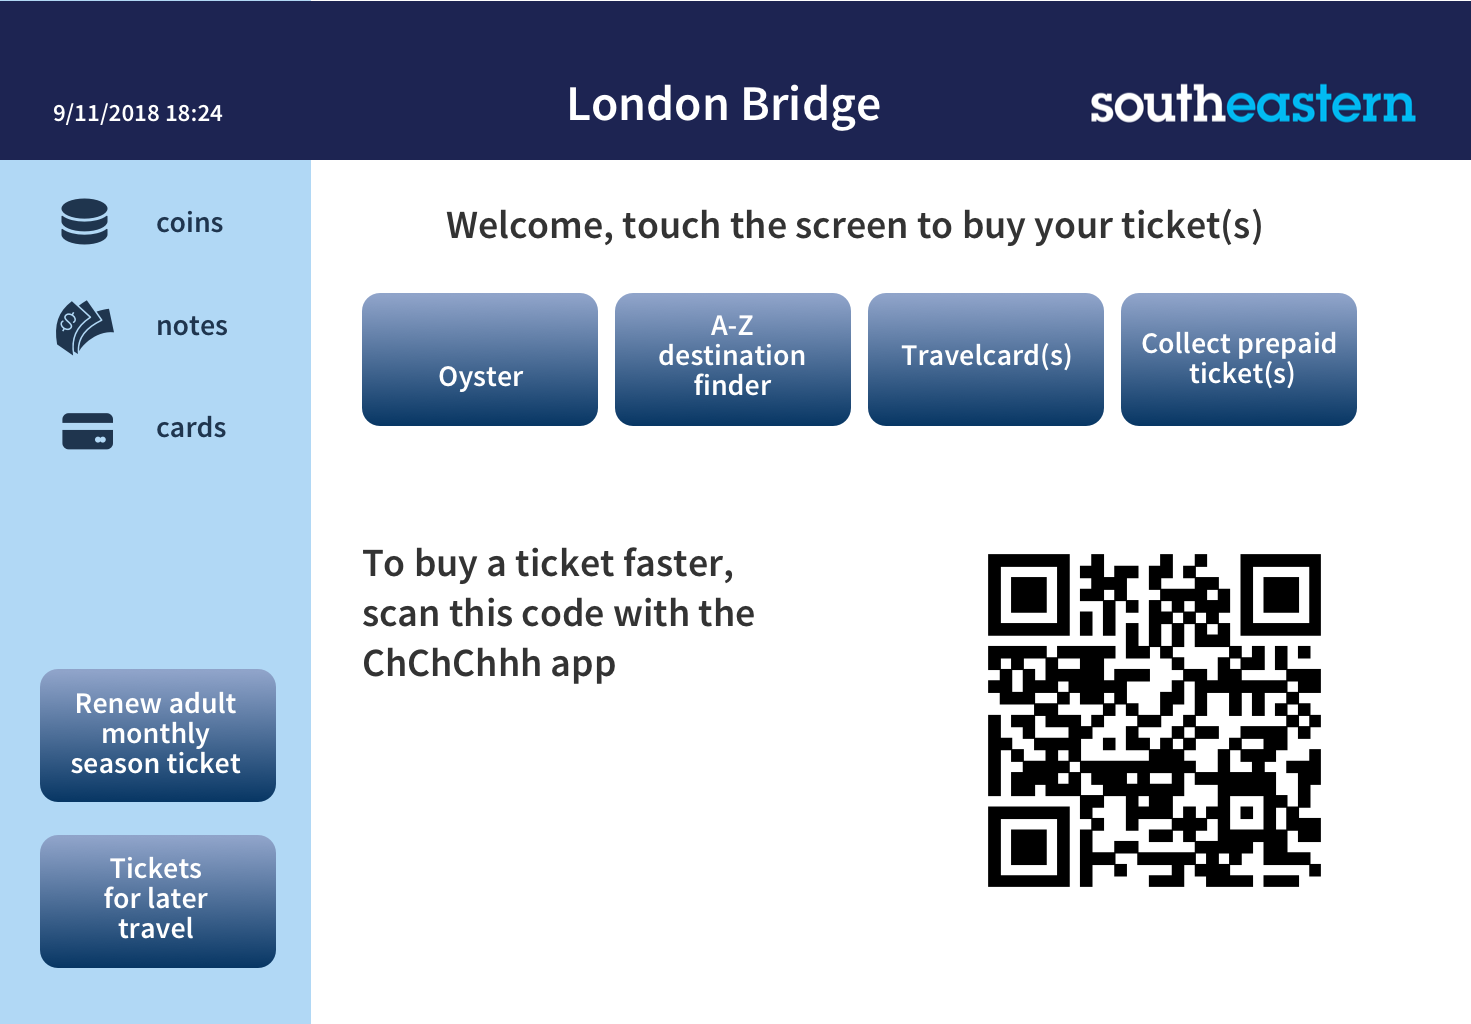 9/11/2018 18:24
London Bridge
southeastern
coins
notes
cards
Welcome, touch the screen to buy your ticket(s)
Oyster
A-Z
destination
finder
Travelcard(s)
Collect prepaid
ticket(s)
To buy a ticket faster,
scan this code with the
ChChChhh app
Renew adult
monthly
season ticket
Tickets
for later
travel